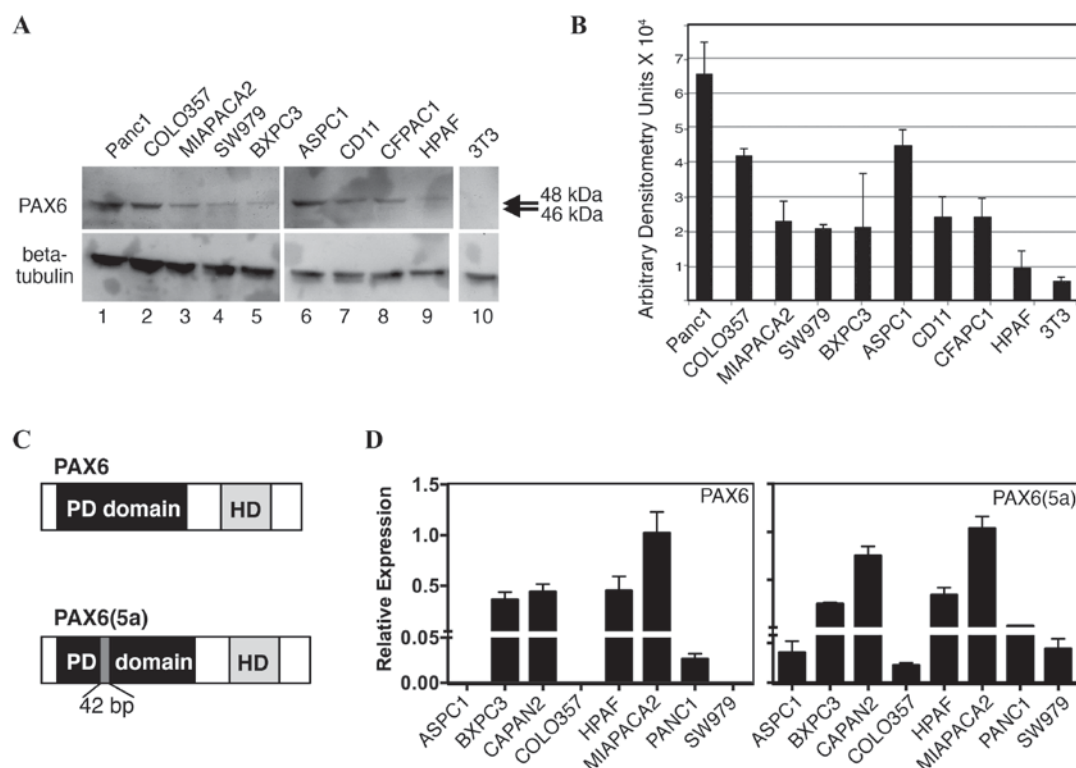 A
Panc1 COLO357 MIAPACA2 SW979 BXPC3 ASPC1 CD11 CFPAC1 HPAF 3T3
PAX6
48 kDa
46 kDa
beta-
tubulin
1 2 3 4 5 6 7 8 9 10
B
Arbitrary Densitometry Units X 10⁴
7
6
5
4
3
2
1
Panc1 COLO357 MIAPACA2 SW979 BXPC3 ASPC1 CD11 CFAPC1 HPAF 3T3
C
PAX6
PD domain HD
PAX6(5a)
PD domain HD
42 bp
D
Relative Expression
1.5
1.0
0.5
0.05
0.00
PAX6
ASPC1 BXPC3 CAPAN2 COLO357 HPAF MIAPACA2 PANC1 SW979
PAX6(5a)
ASPC1 BXPC3 CAPAN2 COLO357 HPAF MIAPACA2 PANC1 SW979